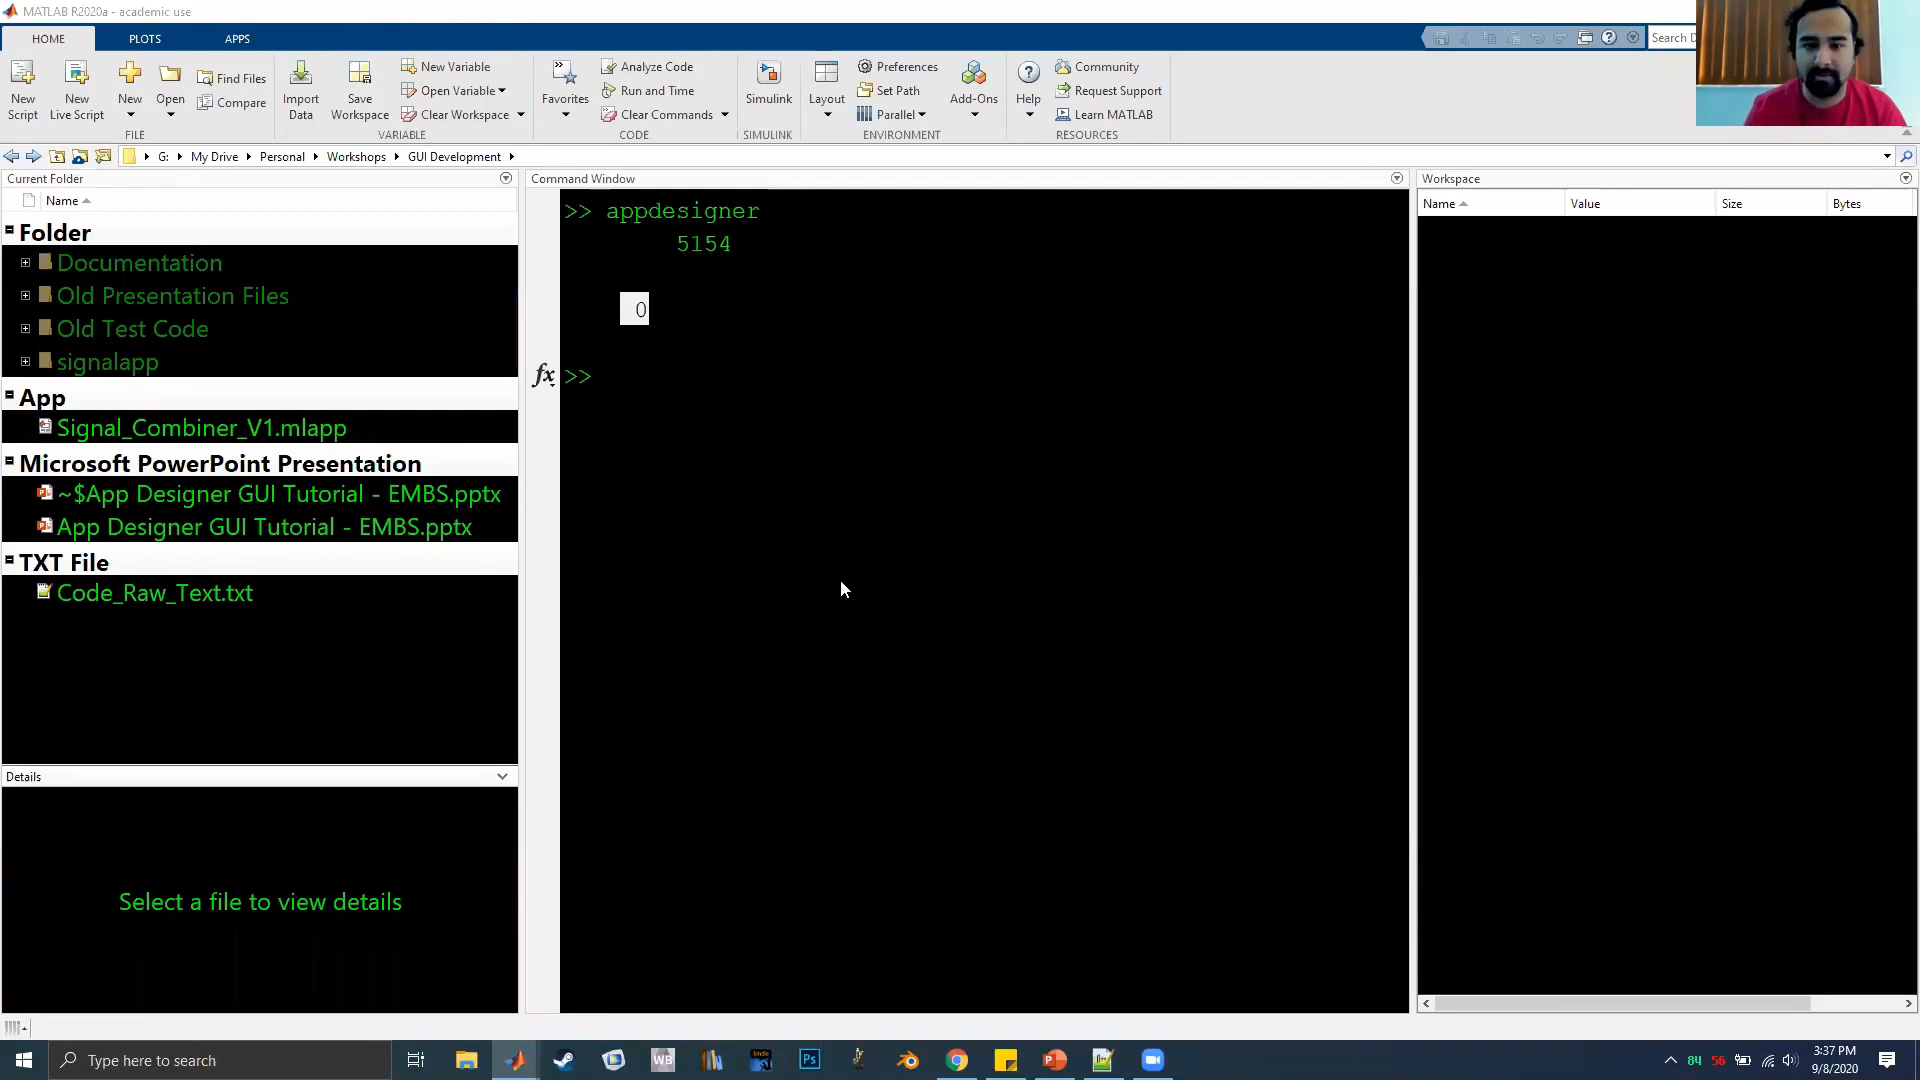 MATLAB R2020a - academic use
HOME PLOTS APPS
Search D
New Script
New Live Script
New
Open
Find Files
Compare
FILE
Import Data
Save Workspace
New Variable
Open Variable
Clear Workspace
VARIABLE
Favorites
Analyze Code
Run and Time
Clear Commands
CODE
Simulink
SIMULINK
Layout
Preferences
Set Path
Parallel
Add-Ons
ENVIRONMENT
Help
Community
Request Support
Learn MATLAB
RESOURCES
G: My Drive Personal Workshops GUI Development
Current Folder
Name
Folder
Documentation
Old Presentation Files
Old Test Code
signalapp
App
Signal_Combiner_V1.mlapp
Microsoft PowerPoint Presentation
~$App Designer GUI Tutorial - EMBS.pptx
App Designer GUI Tutorial - EMBS.pptx
TXT File
Code_Raw_Text.txt
Details
Select a file to view details
Command Window
>> appdesigner
5154
0
fx >>
Workspace
Name Value Size Bytes
Type here to search
WB
kindle
Ps
84 56
3:37 PM
9/8/2020